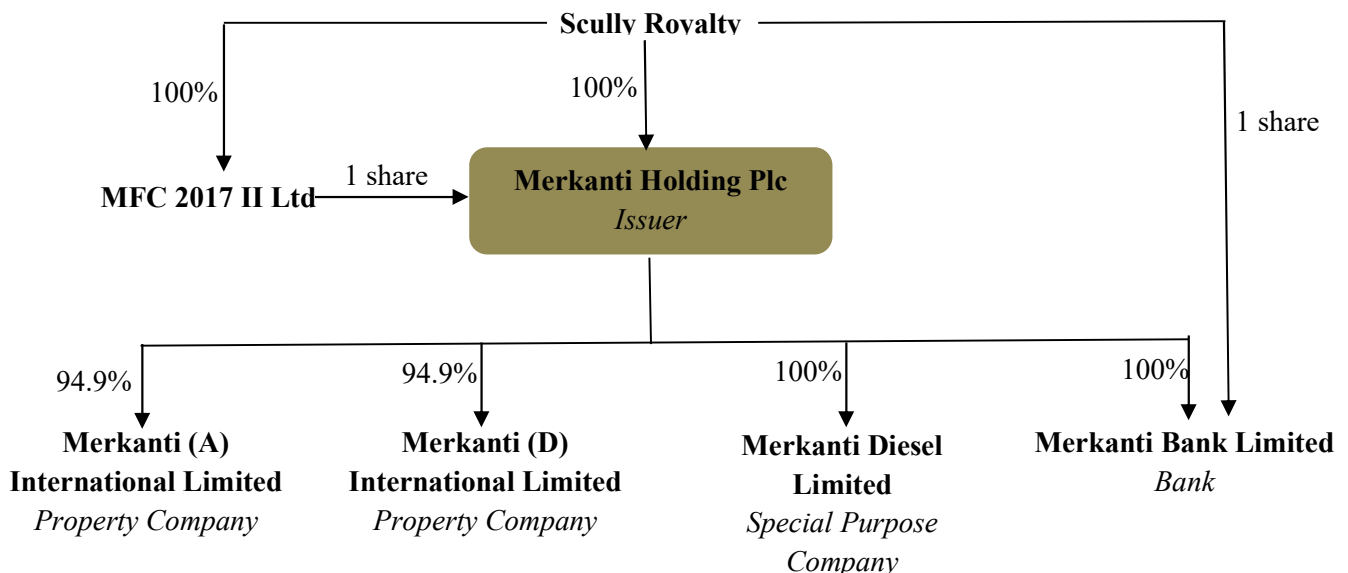 Scully Royalty
100%
100%
1 share
MFC 2017 II Ltd
1 share
Merkanti Holding Plc
Issuer
94.9%
94.9%
100%
100%
Merkanti (A)
International Limited
Property Company
Merkanti (D)
International Limited
Property Company
Merkanti Diesel
Limited
Special Purpose
Company
Merkanti Bank Limited
Bank